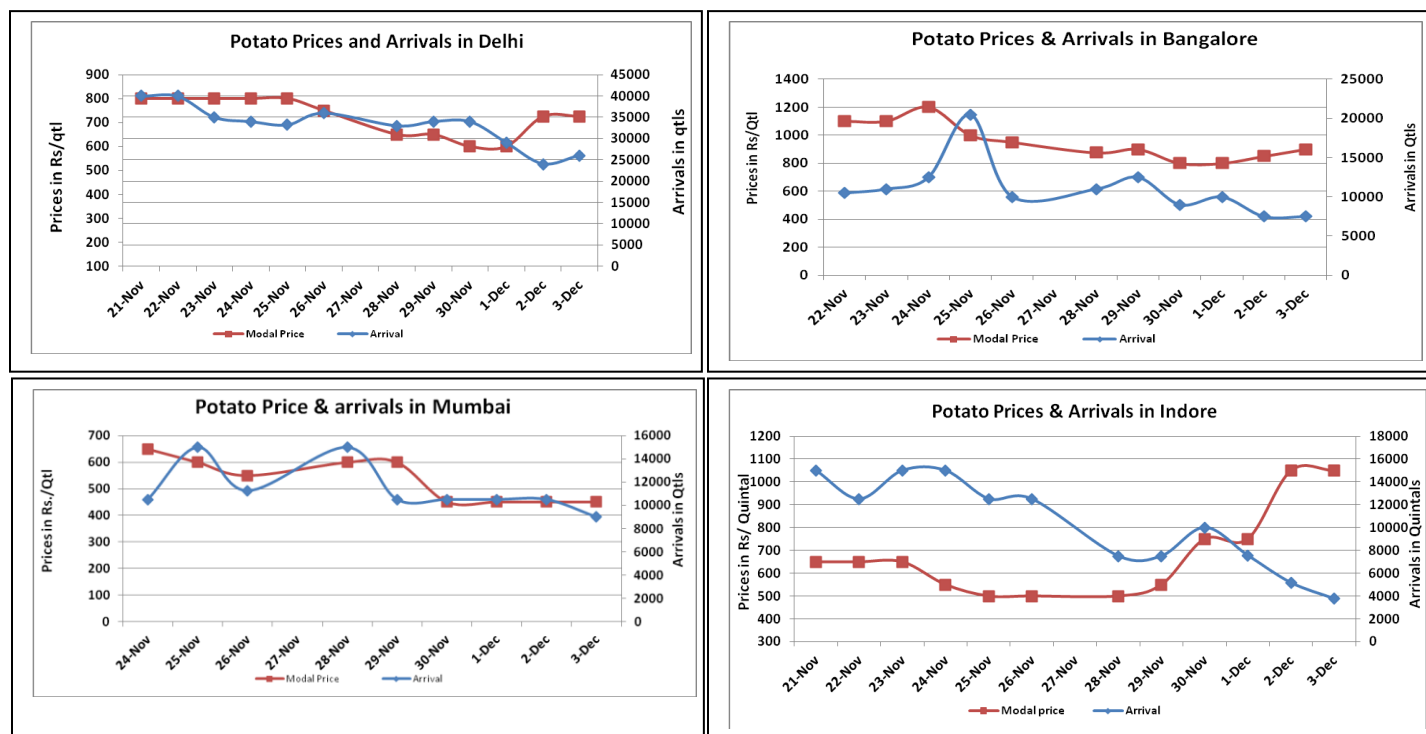 Potato Prices and Arrivals in Delhi
Prices in Rs/qtl
900
800
700
600
500
400
300
200
100
45000
40000
35000
30000
25000
20000
15000
10000
5000
0
Arrivals in qtls
21-Nov
22-Nov
23-Nov
24-Nov
25-Nov
26-Nov
27-Nov
28-Nov
29-Nov
30-Nov
1-Dec
2-Dec
3-Dec
Modal Price
Arrival
Potato Prices & Arrivals in Bangalore
Prices in Rs/Qtl
1400
1200
1000
800
600
400
200
0
25000
20000
15000
10000
5000
0
Arrivals in Qtls
22-Nov
23-Nov
24-Nov
25-Nov
26-Nov
27-Nov
28-Nov
29-Nov
30-Nov
1-Dec
2-Dec
3-Dec
Modal Price
Arrival
Potato Price & arrivals in Mumbai
Prices in Rs./Qtl
700
600
500
400
300
200
100
0
16000
14000
12000
10000
8000
6000
4000
2000
0
Arrivals in Qtls
24-Nov
25-Nov
26-Nov
27-Nov
28-Nov
29-Nov
30-Nov
1-Dec
2-Dec
3-Dec
Modal Price
Arrival
Potato Prices & Arrivals in Indore
Prices in Rs/ Quintal
1200
1100
1000
900
800
700
600
500
400
300
18000
16000
14000
12000
10000
8000
6000
4000
2000
0
Arrivals in Quintals
21-Nov
22-Nov
23-Nov
24-Nov
25-Nov
26-Nov
27-Nov
28-Nov
29-Nov
30-Nov
1-Dec
2-Dec
3-Dec
Modal price
Arrival